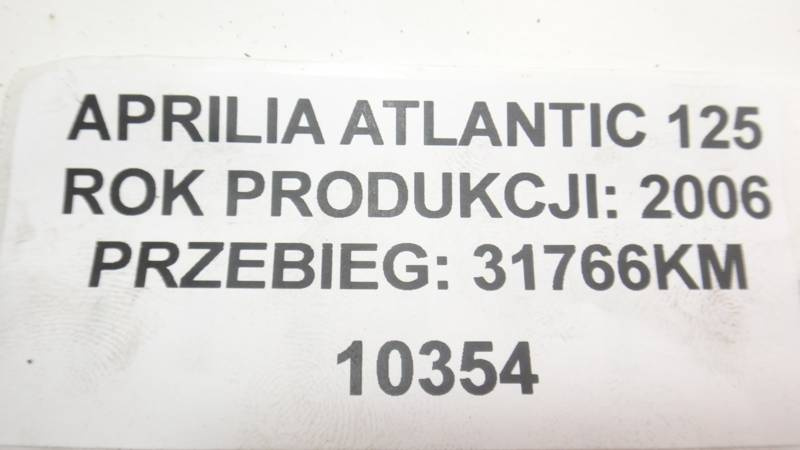 APRILIA ATLANTIC 125
ROK PRODUKCJI: 2006
PRZEBIEG: 31766KM
10354